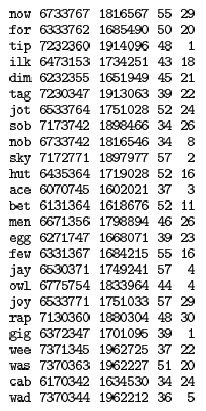 now 6733767 1816567 55 29
for 6333762 1685490 50 20
tip 7232360 1914096 48 1
ilk 6473153 1734251 43 18
dim 6232355 1651949 45 21
tag 7230347 1913063 39 22
jot 6533764 1751028 52 24
sob 7173742 1898466 34 26
nob 6733742 1816546 34 8
sky 7172771 1897977 57 2
hut 6435364 1719028 52 16
ace 6070745 1602021 37 3
bet 6131364 1618676 52 11
men 6671356 1798894 46 26
egg 6271747 1668071 39 23
few 6331367 1684215 55 16
jay 6530371 1749241 57 4
owl 6775754 1833964 44 4
joy 6533771 1751033 57 29
rap 7130360 1880304 48 30
gig 6372347 1701095 39 1
wee 7371345 1962725 37 22
was 7370363 1962227 51 20
cab 6170342 1634530 34 24
wad 7370344 1962212 36 5